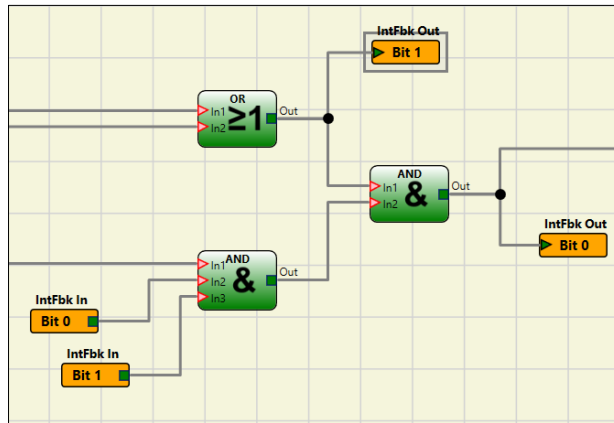 IntFbk Out
Bit 1
OR
In1
In2
≥1
Out
AND
In1
In2
&
Out
IntFbk Out
Bit 0
AND
In1
In2
In3
&
Out
IntFbk In
Bit 0
IntFbk In
Bit 1